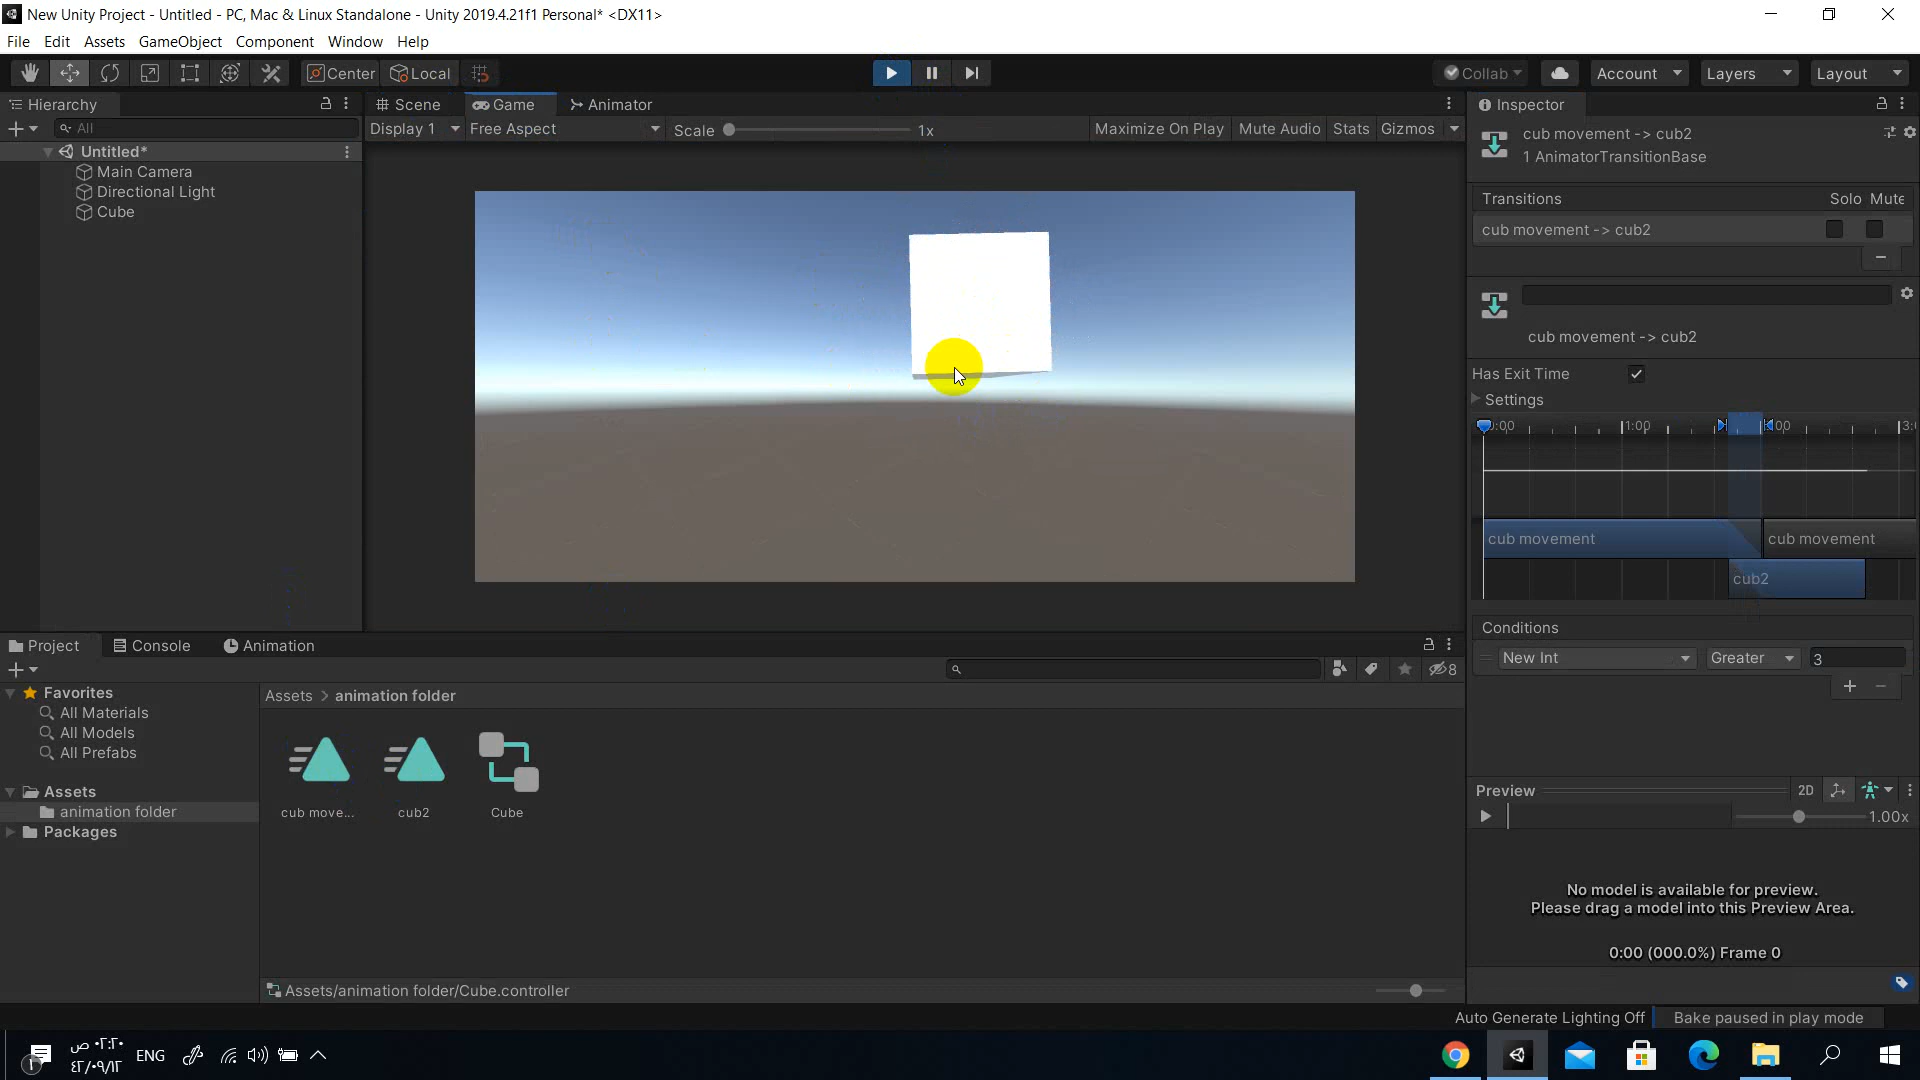 New Unity Project - Untitled - PC, Mac & Linux Standalone - Unity 2019.4.21f1 Personal* <DX11>
File Edit Assets GameObject Component Window Help
Center Local Collab Account Layers Layout
Hierarchy
All
Untitled*
Main Camera
Directional Light
Cube
Scene Game Animator
Display 1 Free Aspect Scale 1x Maximize On Play Mute Audio Stats Gizmos
Inspector
cub movement -> cub2
1 AnimatorTransitionBase
Transitions Solo Mute
cub movement -> cub2
cub movement -> cub2
Has Exit Time
Settings
1:00
cub movement cub movement
cub2
Conditions
New Int Greater 3
Preview 2D
1.00x
No model is available for preview.
Please drag a model into this Preview Area.
0:00 (000.0%) Frame 0
Project Console Animation
8
Favorites
All Materials
All Models
All Prefabs
Assets
animation folder
Packages
Assets > animation folder
cub move... cub2 Cube
Assets/animation folder/Cube.controller
Auto Generate Lighting Off Bake paused in play mode
ENG